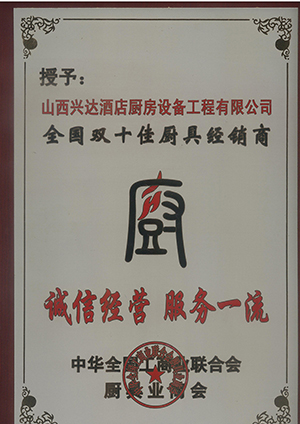 授予：
山西兴达酒店厨房设备工程有限公司
全国双十佳厨具经销商
厨
诚信经营 服务一流
中华全国工商业联合会
厨具业商会